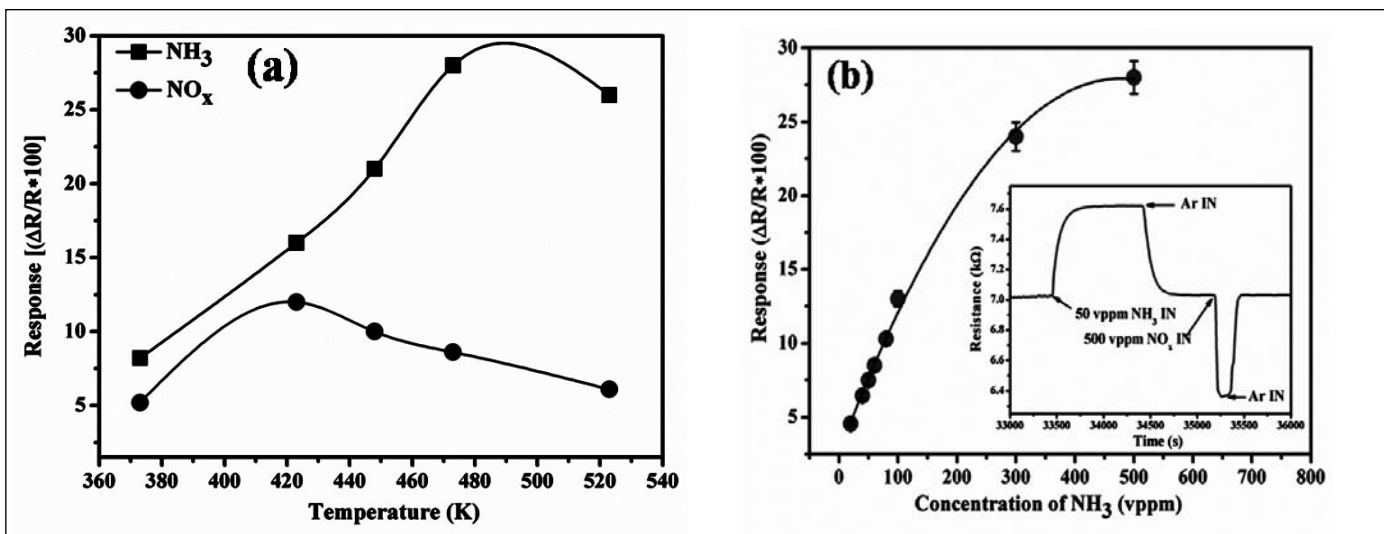 (a)
NH3
NOx
Response [(ΔR/R*100]
30
25
20
15
10
5
360 380 400 420 440 460 480 500 520 540
Temperature (K)
(b)
Response (ΔR/R*100)
30
25
20
15
10
5
0 100 200 300 400 500 600 700 800
Concentration of NH3 (vppm)
Resistance (kΩ)
7.6
7.4
7.0
6.8
6.4
Ar IN
50 vppm NH3 IN
500 vppm NOx IN
Ar IN
33000 33500 34000 34500 35000 35500 36000
Time (s)